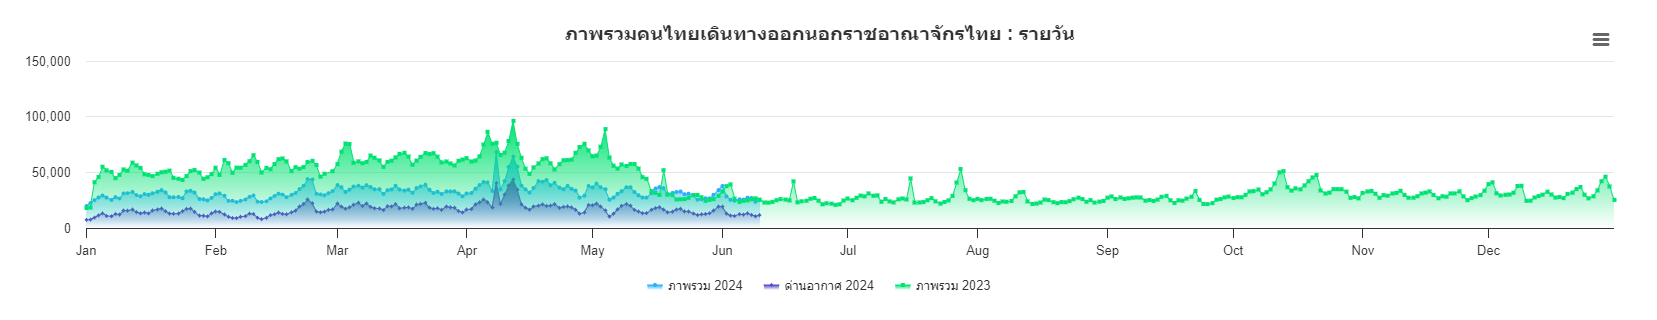 ภาพรวมคนไทยเดินทางออกนอกราชอาณาจักรไทย : รายวัน
150,000
100,000
50,000
0
Jan Feb Mar Apr May Jun Jul Aug Sep Oct Nov Dec
ภาพรวม 2024 ด่านอากาศ 2024 ภาพรวม 2023